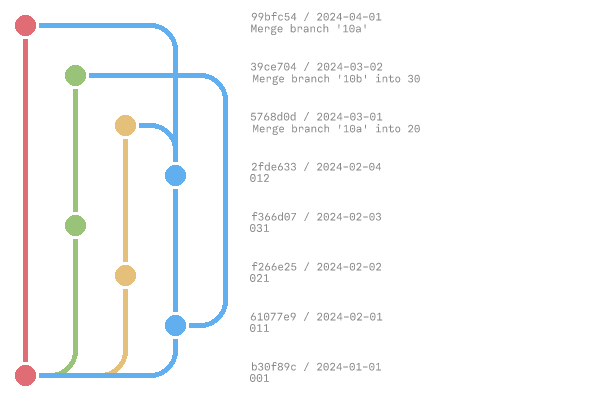 99bfc54 / 2024-04-01
Merge branch '10a'
39ce704 / 2024-03-02
Merge branch '10b' into 30
5768d0d / 2024-03-01
Merge branch '10a' into 20
2fde633 / 2024-02-04
012
f366d07 / 2024-02-03
031
f266e25 / 2024-02-02
021
61077e9 / 2024-02-01
011
b30f89c / 2024-01-01
001